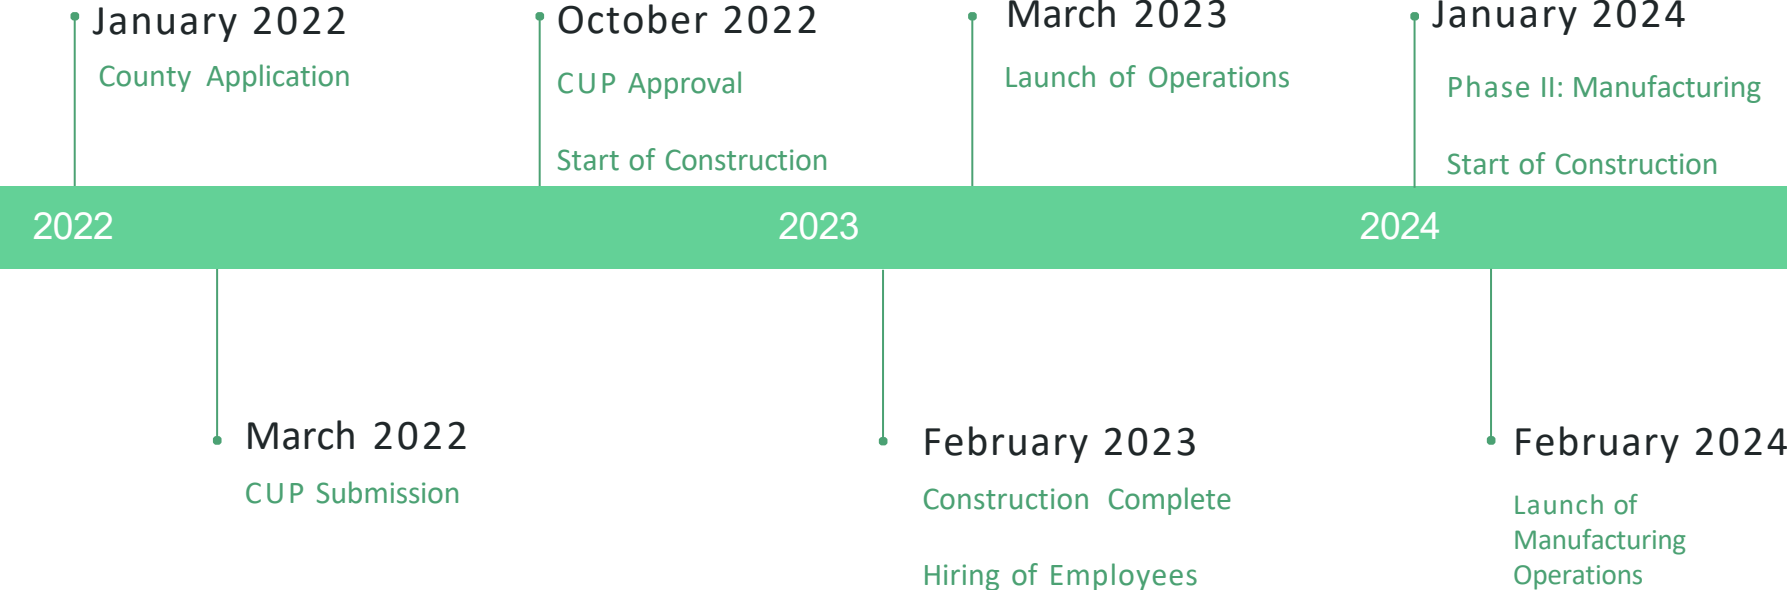 January 2022
County Application
October 2022
CUP Approval
Start of Construction
March 2023
Launch of Operations
January 2024
Phase II: Manufacturing
Start of Construction
2022
2023
2024
March 2022
CUP Submission
February 2023
Construction Complete
Hiring of Employees
February 2024
Launch of
Manufacturing
Operations